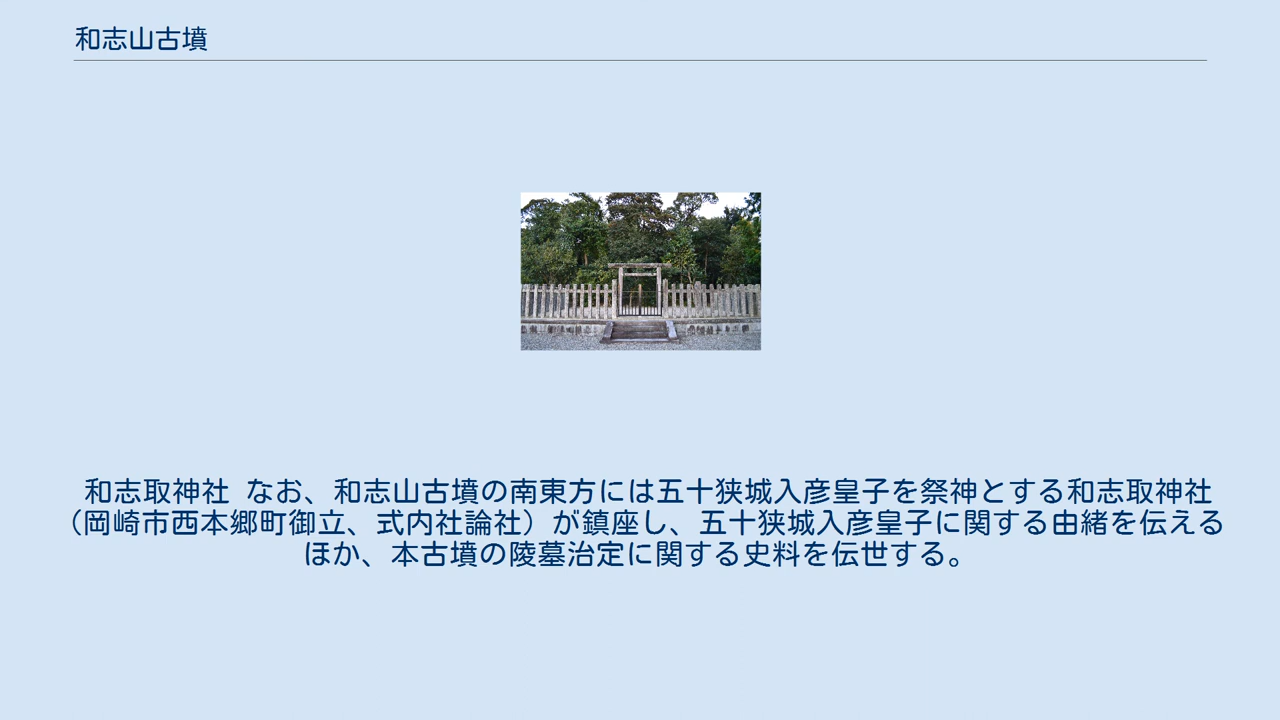 和志山古墳
和志取神社 なお、和志山古墳の南東方には五十狭城入彦皇子を祭神とする和志取神社
（岡崎市西本郷町御立、式内社論社）が鎮座し、五十狭城入彦皇子に関する由緒を伝える
ほか、本古墳の陵墓治定に関する史料を伝世する。